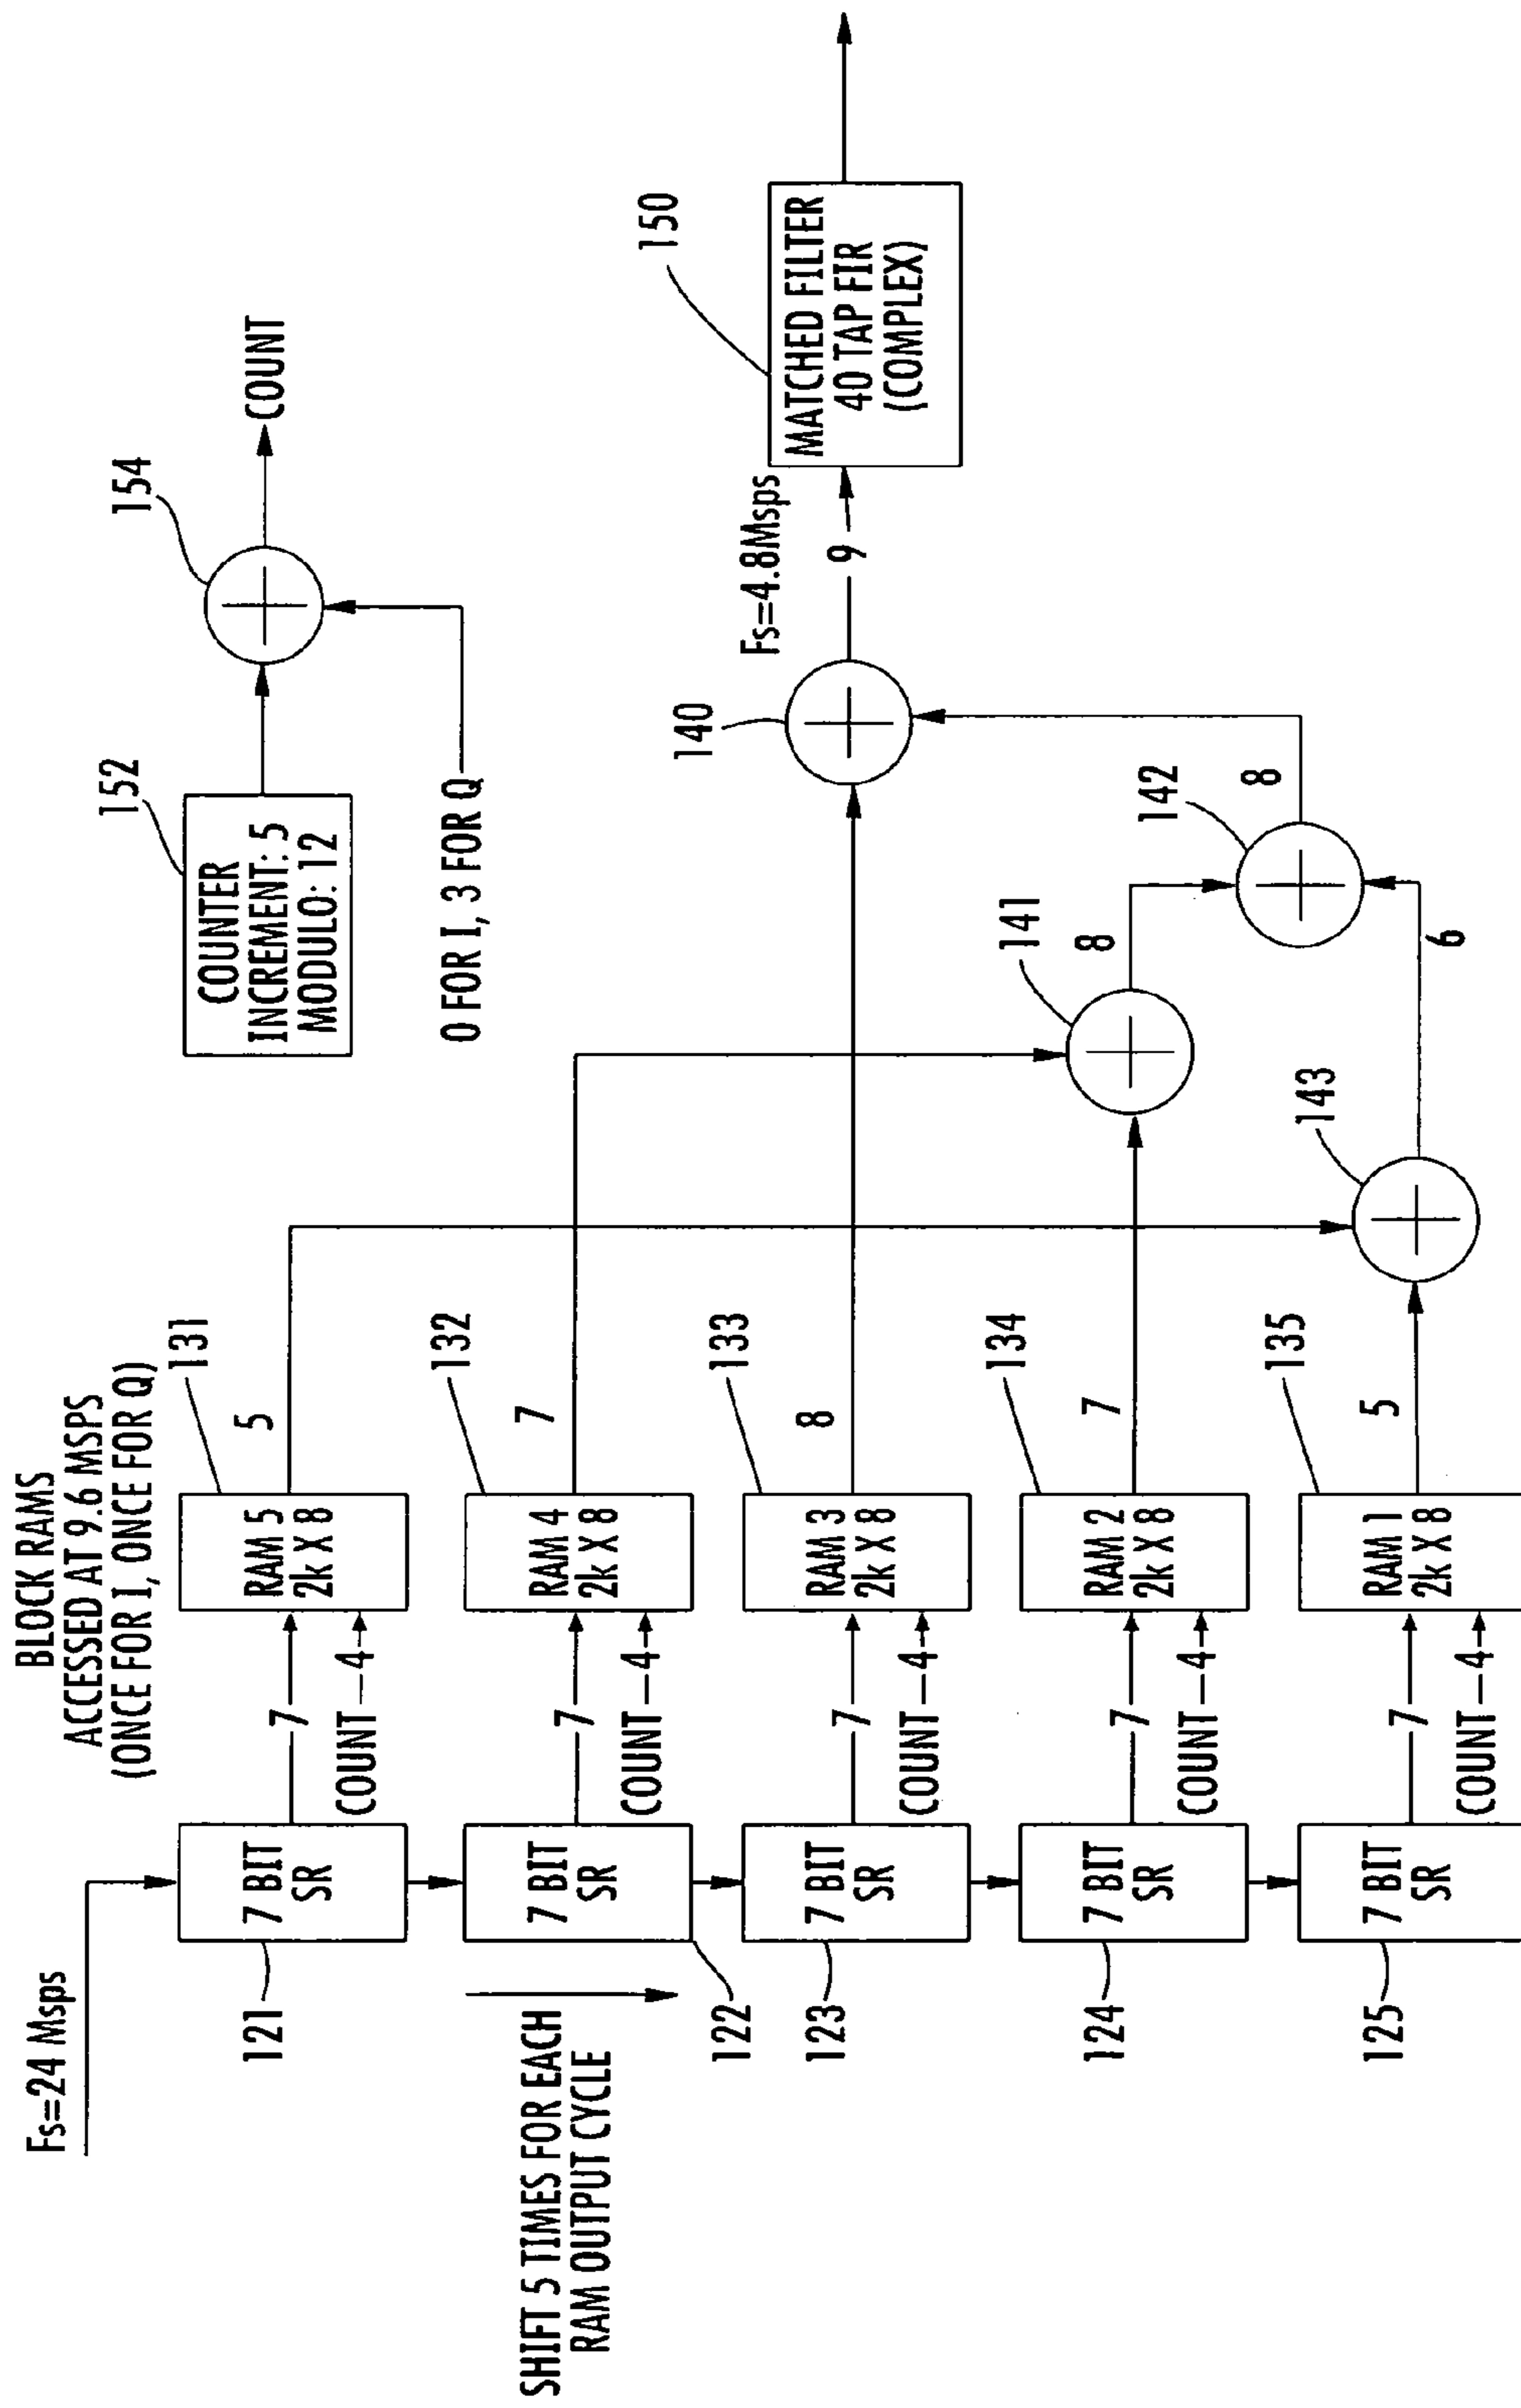 Fs=24 Msps
BLOCK RAMS
ACCESSED AT 9.6 MSPS
(ONCE FOR I, ONCE FOR Q)
SHIFT 5 TIMES FOR EACH
RAM OUTPUT CYCLE
121
7 BIT
SR
7
COUNT
4
RAM 5
2k X 8
131
5
122
7 BIT
SR
7
COUNT
4
RAM 4
2k X 8
132
7
123
7 BIT
SR
7
COUNT
4
RAM 3
2k X 8
133
8
124
7 BIT
SR
7
COUNT
4
RAM 2
2k X 8
134
7
125
7 BIT
SR
7
COUNT
4
RAM 1
2k X 8
135
5
143
6
141
8
142
8
140
Fs=4.8Msps
9
MATCHED FILTER
40 TAP FIR
(COMPLEX)
150
152
COUNTER
INCREMENT: 5
MODULO: 12
0 FOR I, 3 FOR Q
154
COUNT